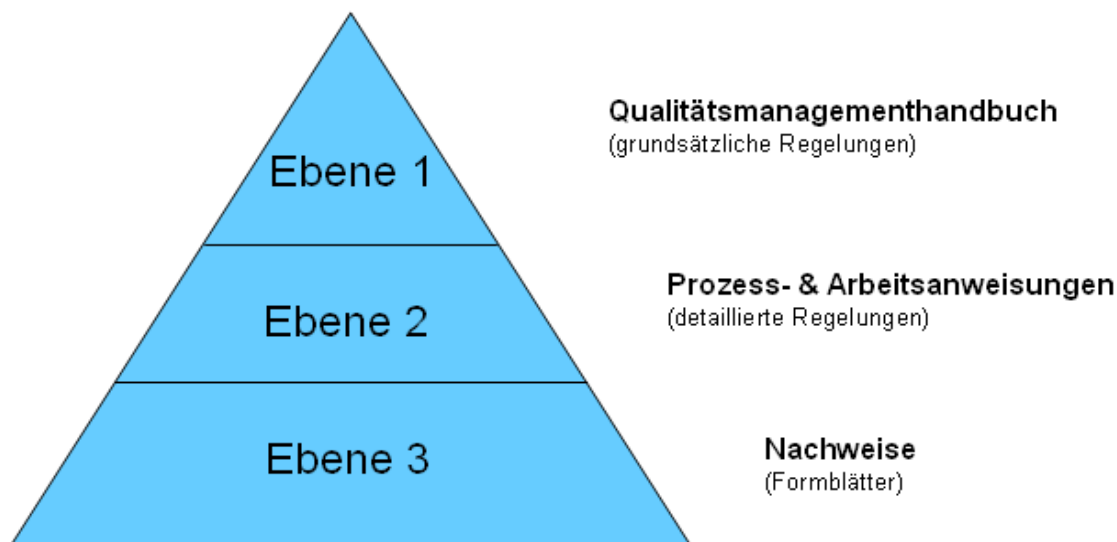 Qualitätsmanagementhandbuch
(grundsätzliche Regelungen)
Ebene 1
Prozess- & Arbeitsanweisungen
(detaillierte Regelungen)
Ebene 2
Nachweise
(Formblätter)
Ebene 3